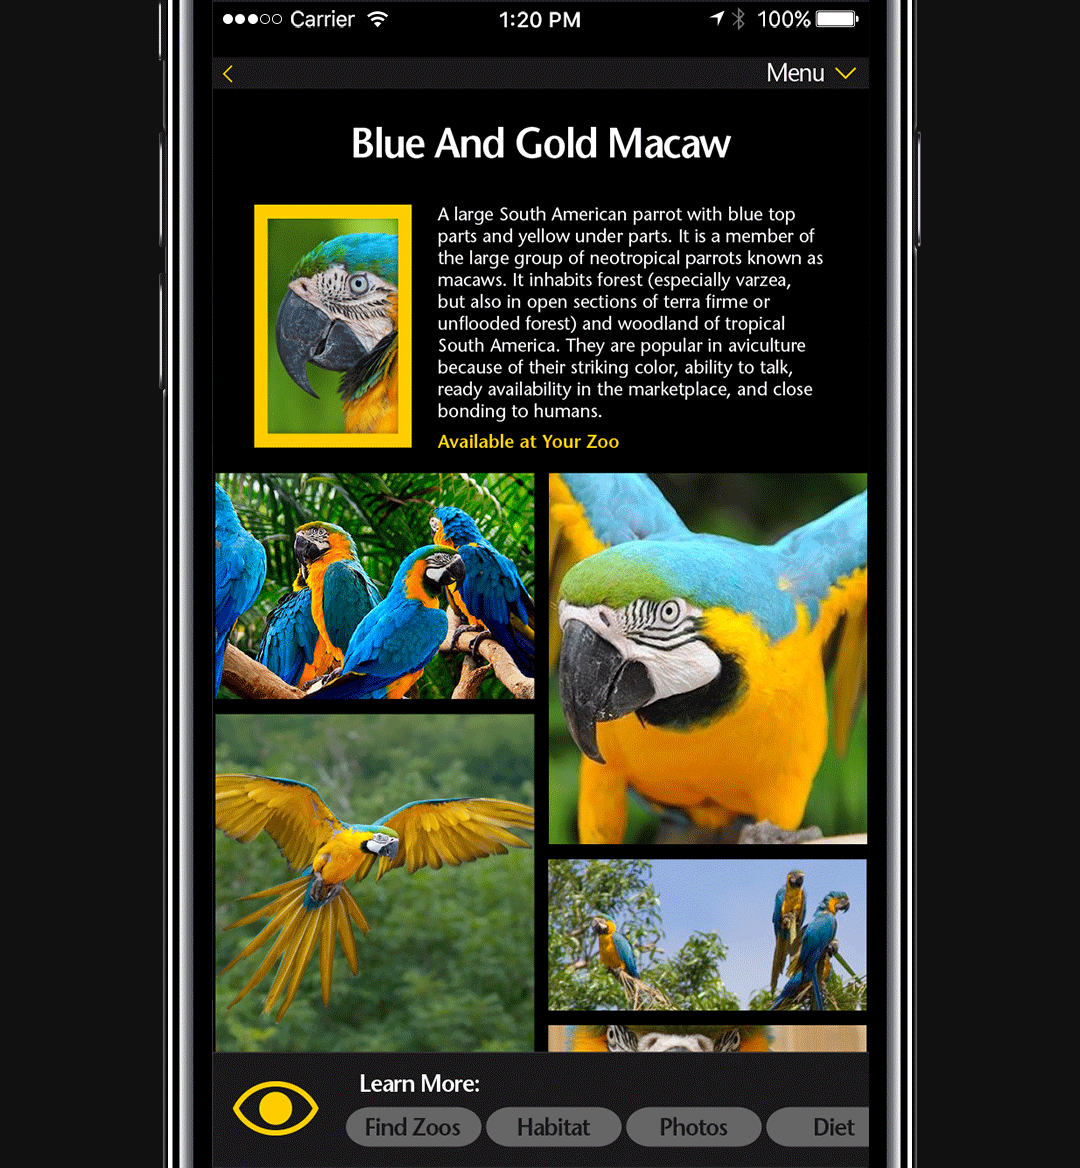 Carrier 1:20 PM 100%
Menu
Blue And Gold Macaw
A large South American parrot with blue top
parts and yellow under parts. It is a member of
the large group of neotropical parrots known as
macaws. It inhabits forest (especially varzea,
but also in open sections of terra firme or
unflooded forest) and woodland of tropical
South America. They are popular in aviculture
because of their striking color, ability to talk,
ready availability in the marketplace, and close
bonding to humans.
Available at Your Zoo
Learn More:
Find Zoos Habitat Photos Diet